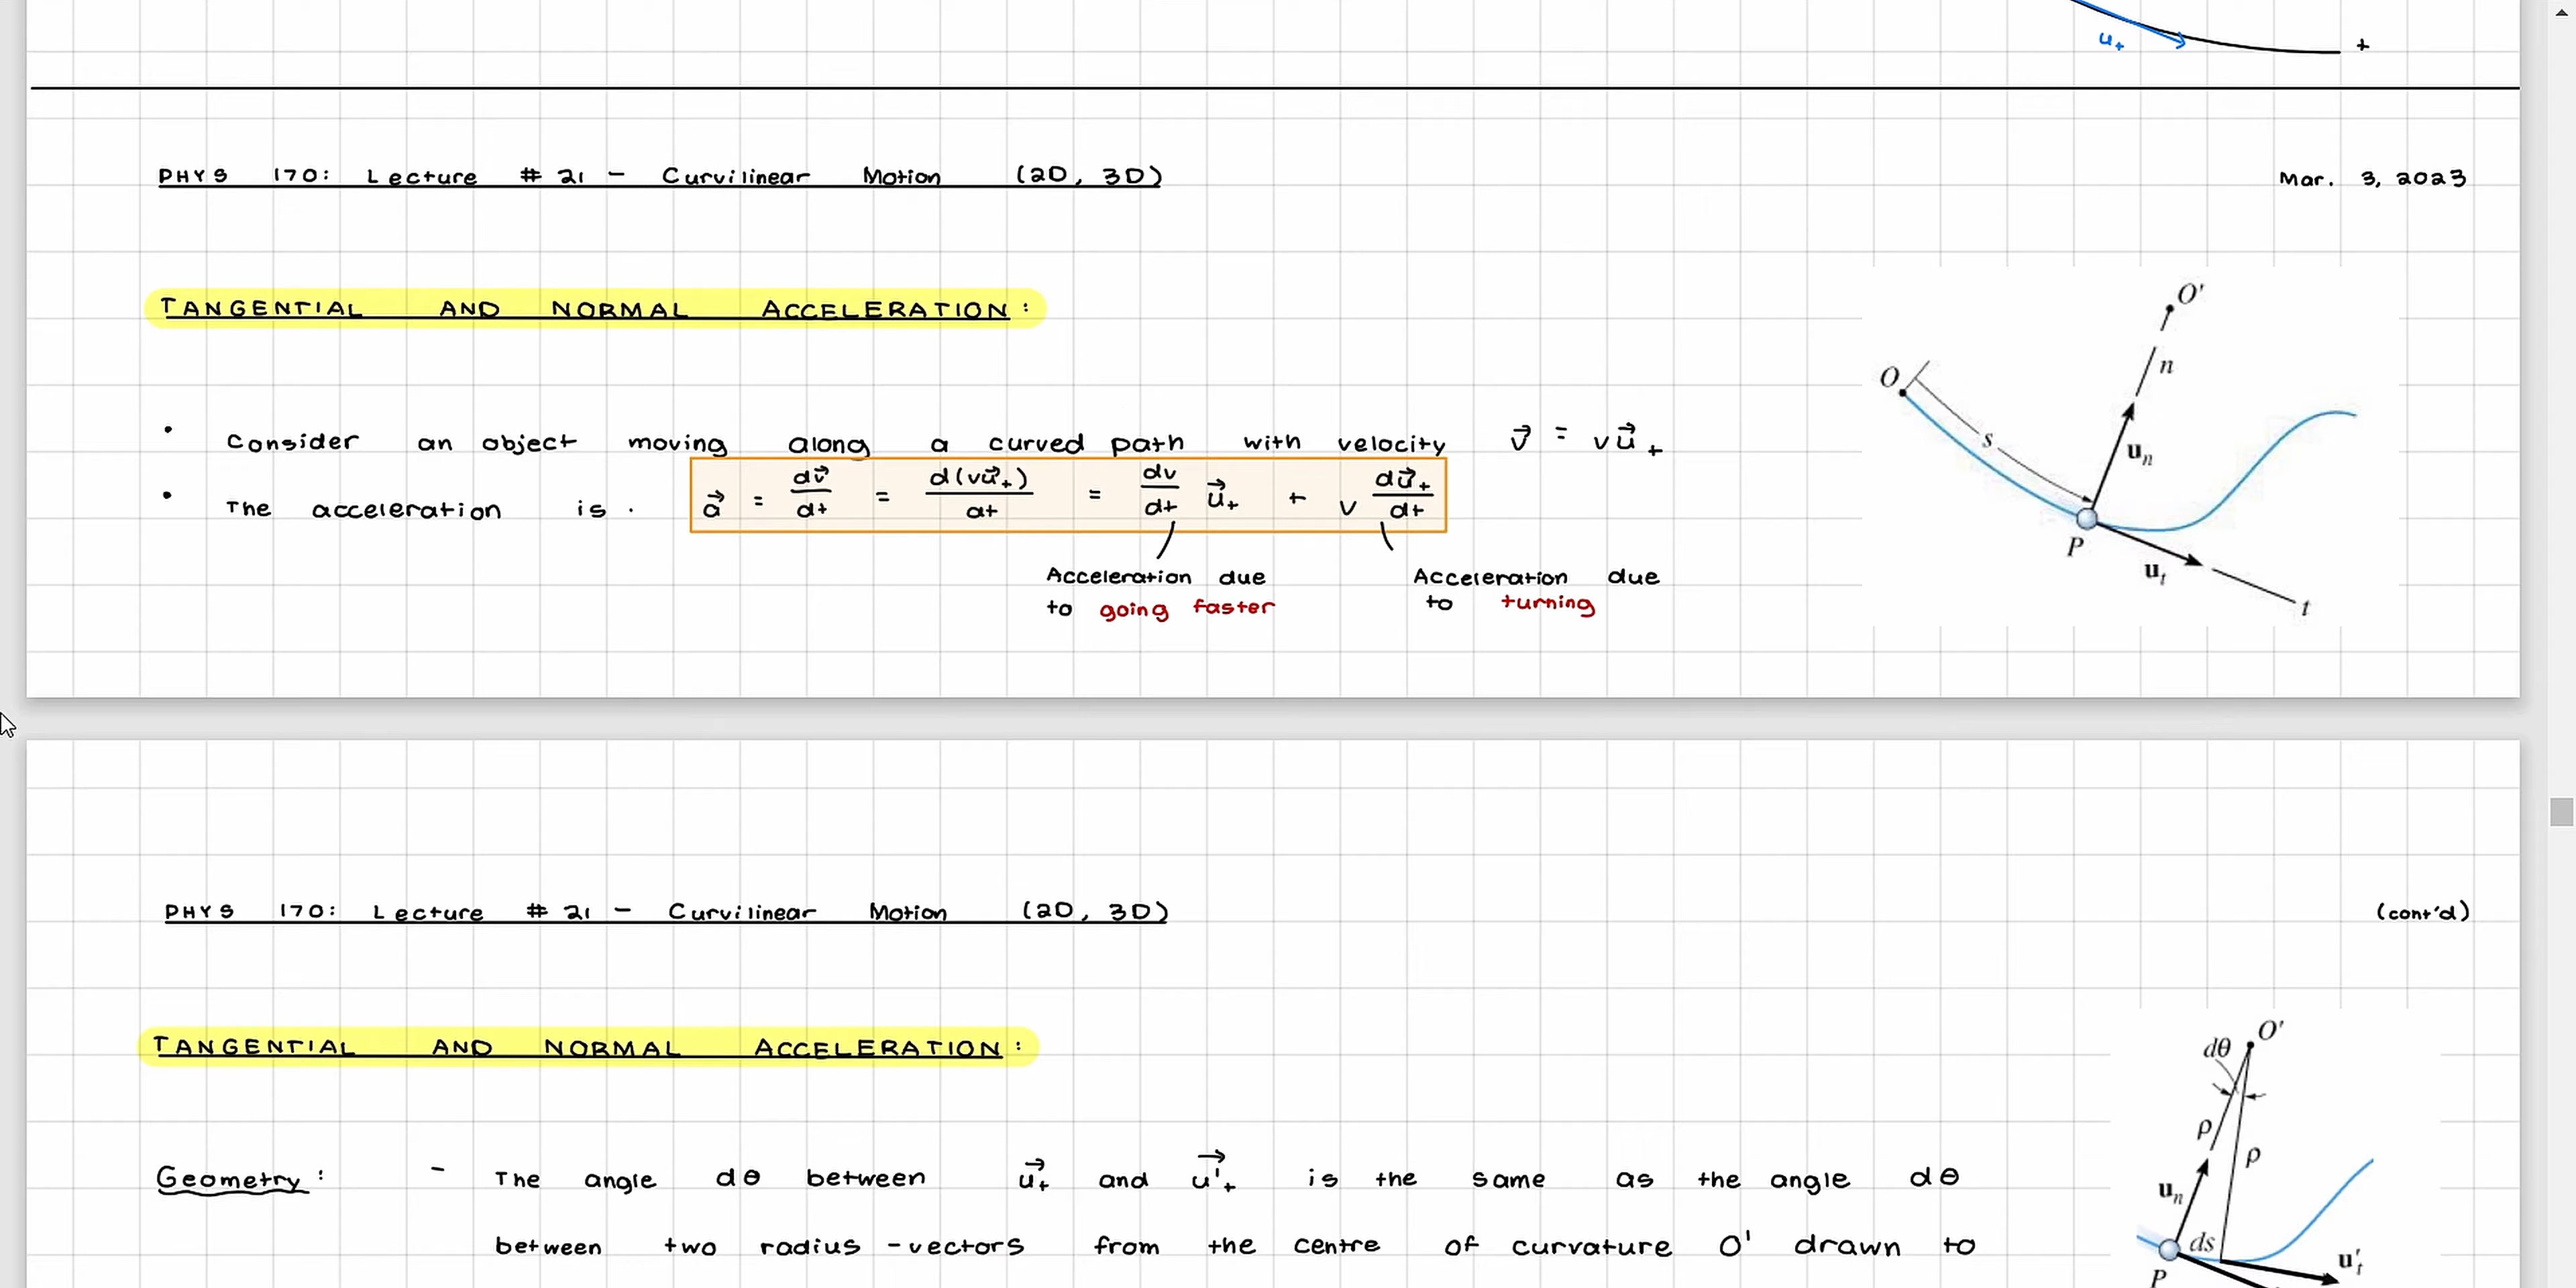 u₊
+
PHYS 170: Lecture # 21 - Curvilinear Motion (2D, 3D)
Mar. 3, 2023
TANGENTIAL AND NORMAL ACCELERATION:
O'
n
O
s
uₙ
P
uₜ
t
• Consider an object moving along a curved path with velocity v⃗ = vu⃗₊
• The acceleration is. a⃗ = dv⃗/dt = d(vu⃗₊)/dt = dv/dt u⃗₊ + v du⃗₊/dt
Acceleration due
to going faster
Acceleration due
to turning
PHYS 170: Lecture # 21 - Curvilinear Motion (2D, 3D)
(cont'd)
TANGENTIAL AND NORMAL ACCELERATION:
O'
dθ
ρ
ρ
uₙ
ds
u'ₜ
P
Geometry: - The angle dθ between u⃗₊ and u⃗'₊ is the same as the angle dθ
between two radius-vectors from the centre of curvature O' drawn to